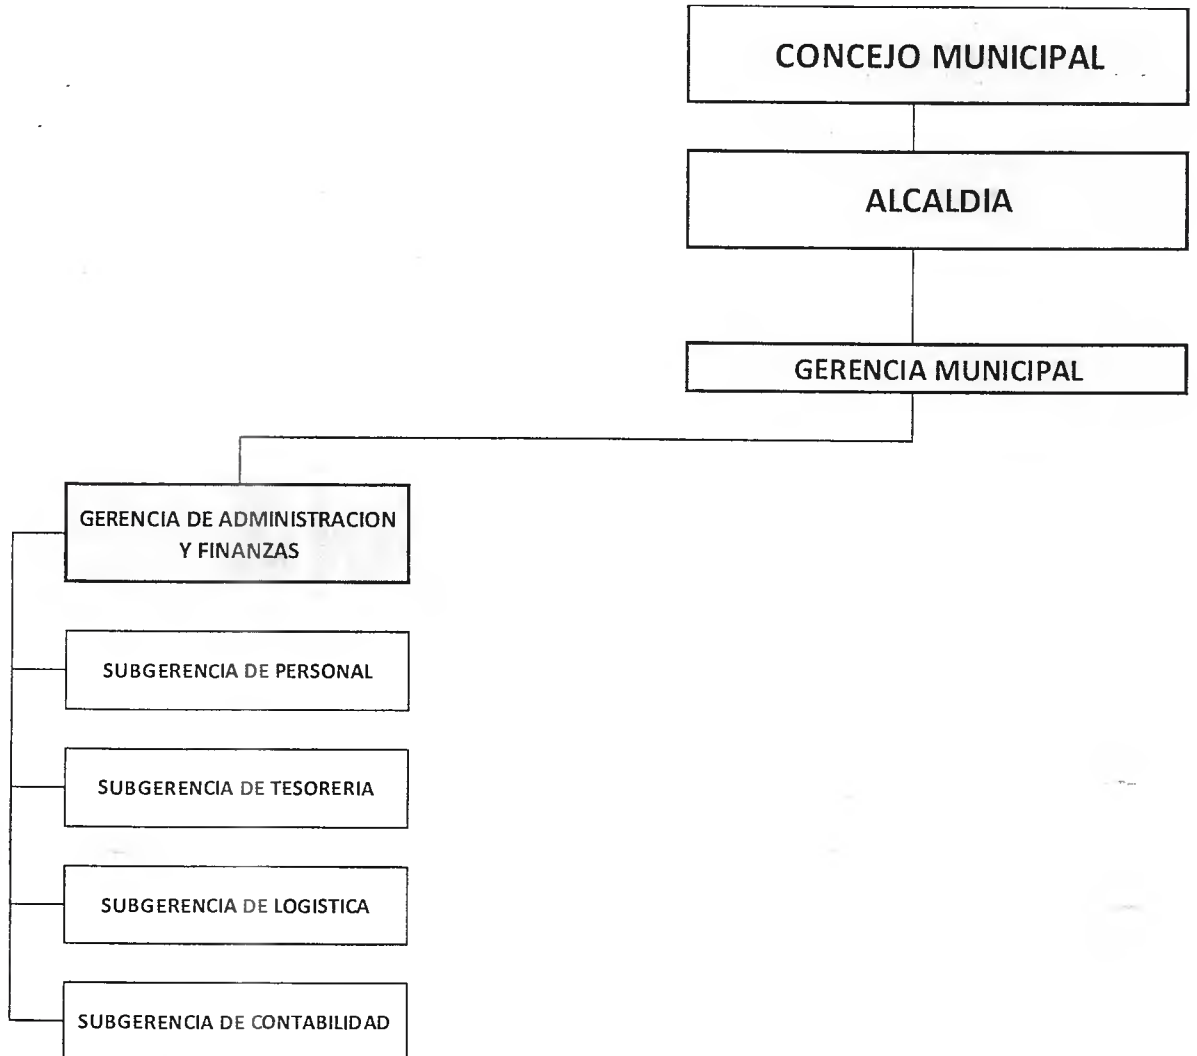 CONCEJO MUNICIPAL
ALCALDIA
GERENCIA MUNICIPAL
GERENCIA DE ADMINISTRACION
Y FINANZAS
SUBGERENCIA DE PERSONAL
SUBGERENCIA DE TESORERIA
SUBGERENCIA DE LOGISTICA
SUBGERENCIA DE CONTABILIDAD